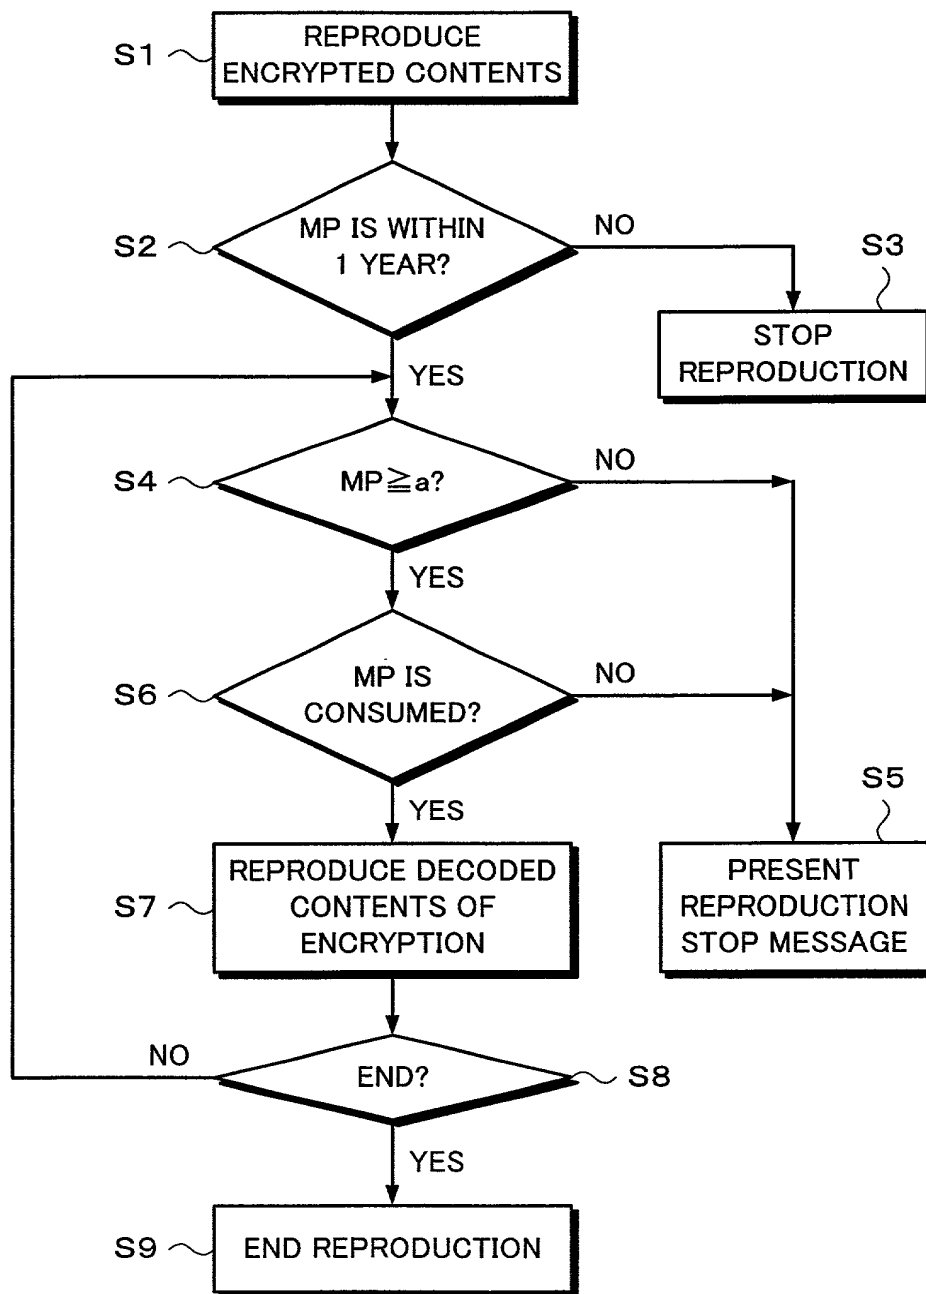 S1
REPRODUCE
ENCRYPTED CONTENTS
S2
MP IS WITHIN
1 YEAR?
NO
S3
STOP
REPRODUCTION
YES
S4
MP≧a?
NO
YES
S6
MP IS
CONSUMED?
NO
YES
S5
PRESENT
REPRODUCTION
STOP MESSAGE
S7
REPRODUCE DECODED
CONTENTS OF
ENCRYPTION
NO
END?
S8
YES
S9
END REPRODUCTION